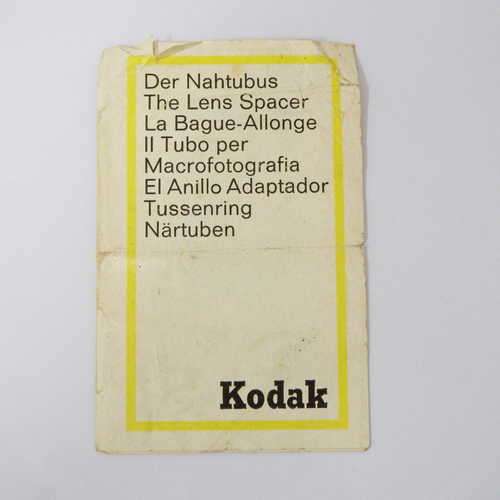 Der Nahtubus
The Lens Spacer
La Bague-Allonge
Il Tubo per
Macrofotografia
El Anillo Adaptador
Tussenring
Närtuben
Kodak